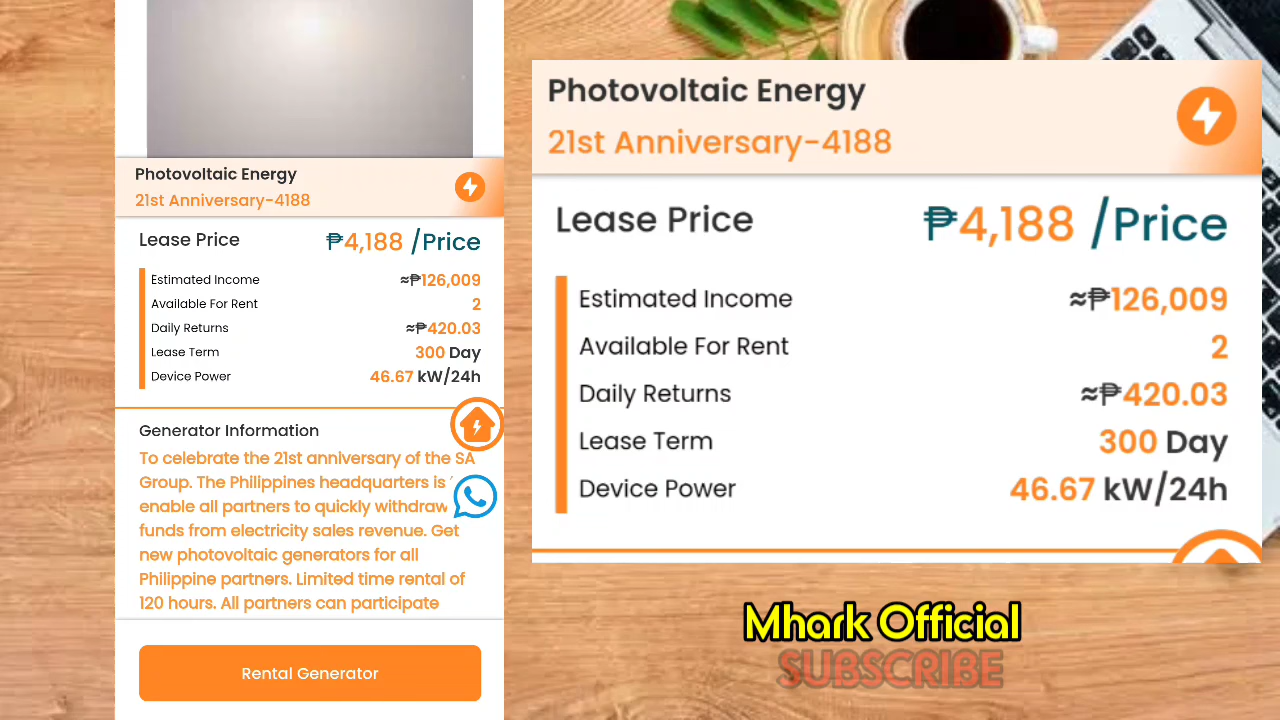 Photovoltaic Energy
21st Anniversary-4188
Lease Price ₱4,188 /Price
Estimated Income ≈₱126,009
Available For Rent 2
Daily Returns ≈₱420.03
Lease Term 300 Day
Device Power 46.67 kW/24h
Generator Information
To celebrate the 21st anniversary of the SA
Group. The Philippines headquarters is
enable all partners to quickly withdraw
funds from electricity sales revenue. Get
new photovoltaic generators for all
Philippine partners. Limited time rental of
120 hours. All partners can participate
Rental Generator
Photovoltaic Energy
21st Anniversary-4188
Lease Price ₱4,188 /Price
Estimated Income ≈₱126,009
Available For Rent 2
Daily Returns ≈₱420.03
Lease Term 300 Day
Device Power 46.67 kW/24h
Mhark Official
SUBSCRIBE